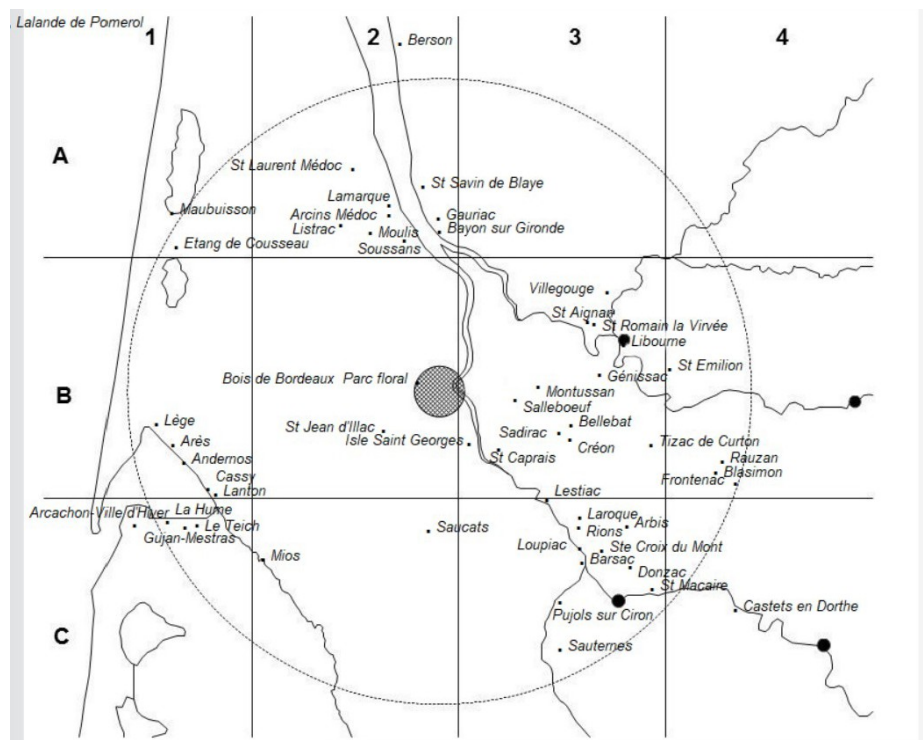 Lalande de Pomerol
1
2
3
4
Berson
A
St Laurent Médoc
St Savin de Blaye
Lamarque
Maubuisson
Arcins Médoc
Gauriac
Listrac
Moulis
Bayon sur Gironde
Etang de Cousseau
Soussans
Villegouge
St Aignan
St Romain la Virvée
Libourne
St Emilion
Bois de Bordeaux Parc floral
Génissac
B
Montussan
Salleboeuf
Lège
St Jean d'Illac
Bellebat
Isle Saint Georges
Sadirac
Arès
Créon
Tizac de Curton
Andernos
St Caprais
Rauzan
Cassy
Blasimon
Frontenac
Lanton
Lestiac
Arcachon-Ville d'Hiver
La Hume
Laroque
Le Teich
Saucats
Rions
Arbis
Gujan-Mestras
Loupiac
Ste Croix du Mont
Mios
Barsac
Donzac
St Macaire
Pujols sur Ciron
Castets en Dorthe
C
Sauternes